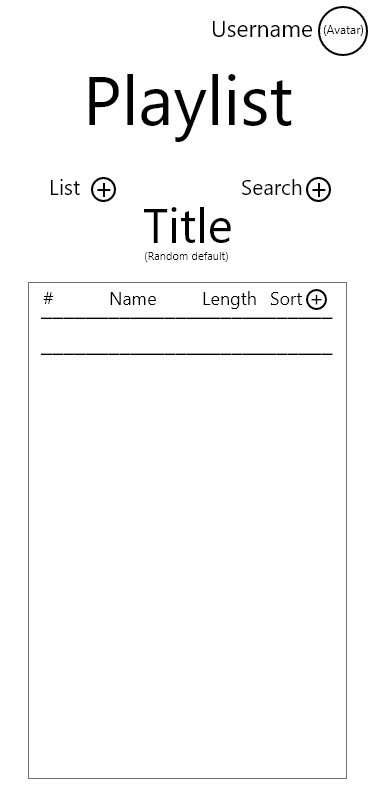 Username (Avatar)
Playlist
List Search
Title
(Random default)
# Name Length Sort